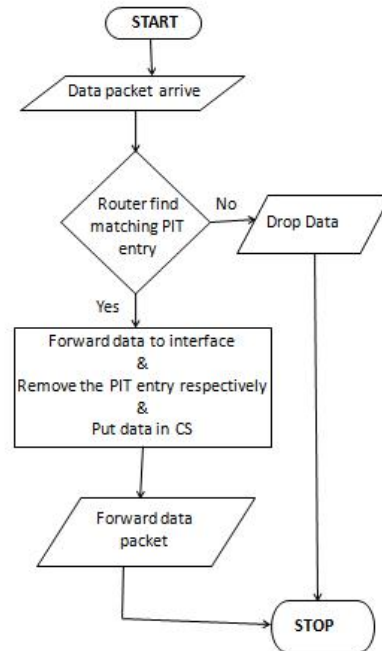 START
Data packet arrive
Router find
matching PIT
entry
No
Drop Data
Yes
Forward data to interface
&
Remove the PIT entry respectively
&
Put data in CS
Forward data
packet
STOP